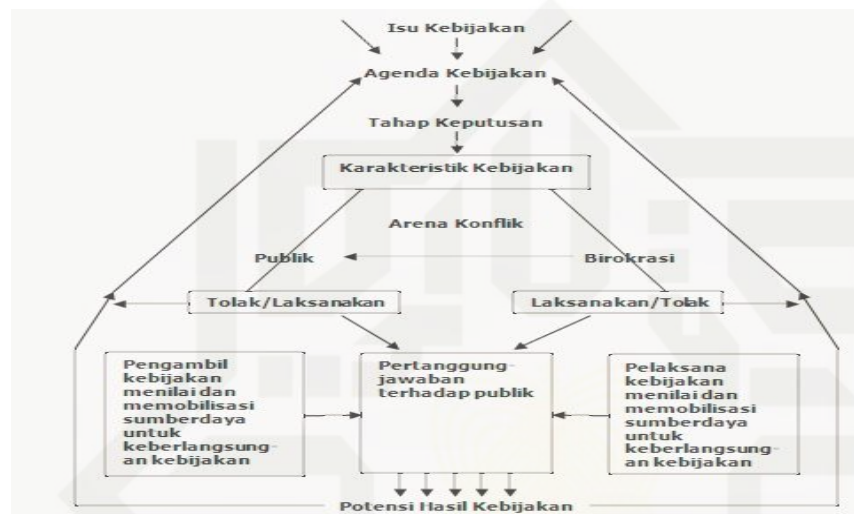 Isu Kebijakan
Agenda Kebijakan
Tahap Keputusan
Karakteristik Kebijakan
Arena Konflik
Publik
Birokrasi
Tolak/Laksanakan
Laksanakan/Tolak
Pengambil
kebijakan
menilai dan
memobilisasi
sumberdaya
untuk
keberlangsung-
an kebijakan
Pertanggung-
jawaban
terhadap publik
Pelaksana
kebijakan
menilai dan
memobilisasi
sumberdaya
untuk
keberlangsung-
an kebijakan
Potensi Hasil Kebijakan